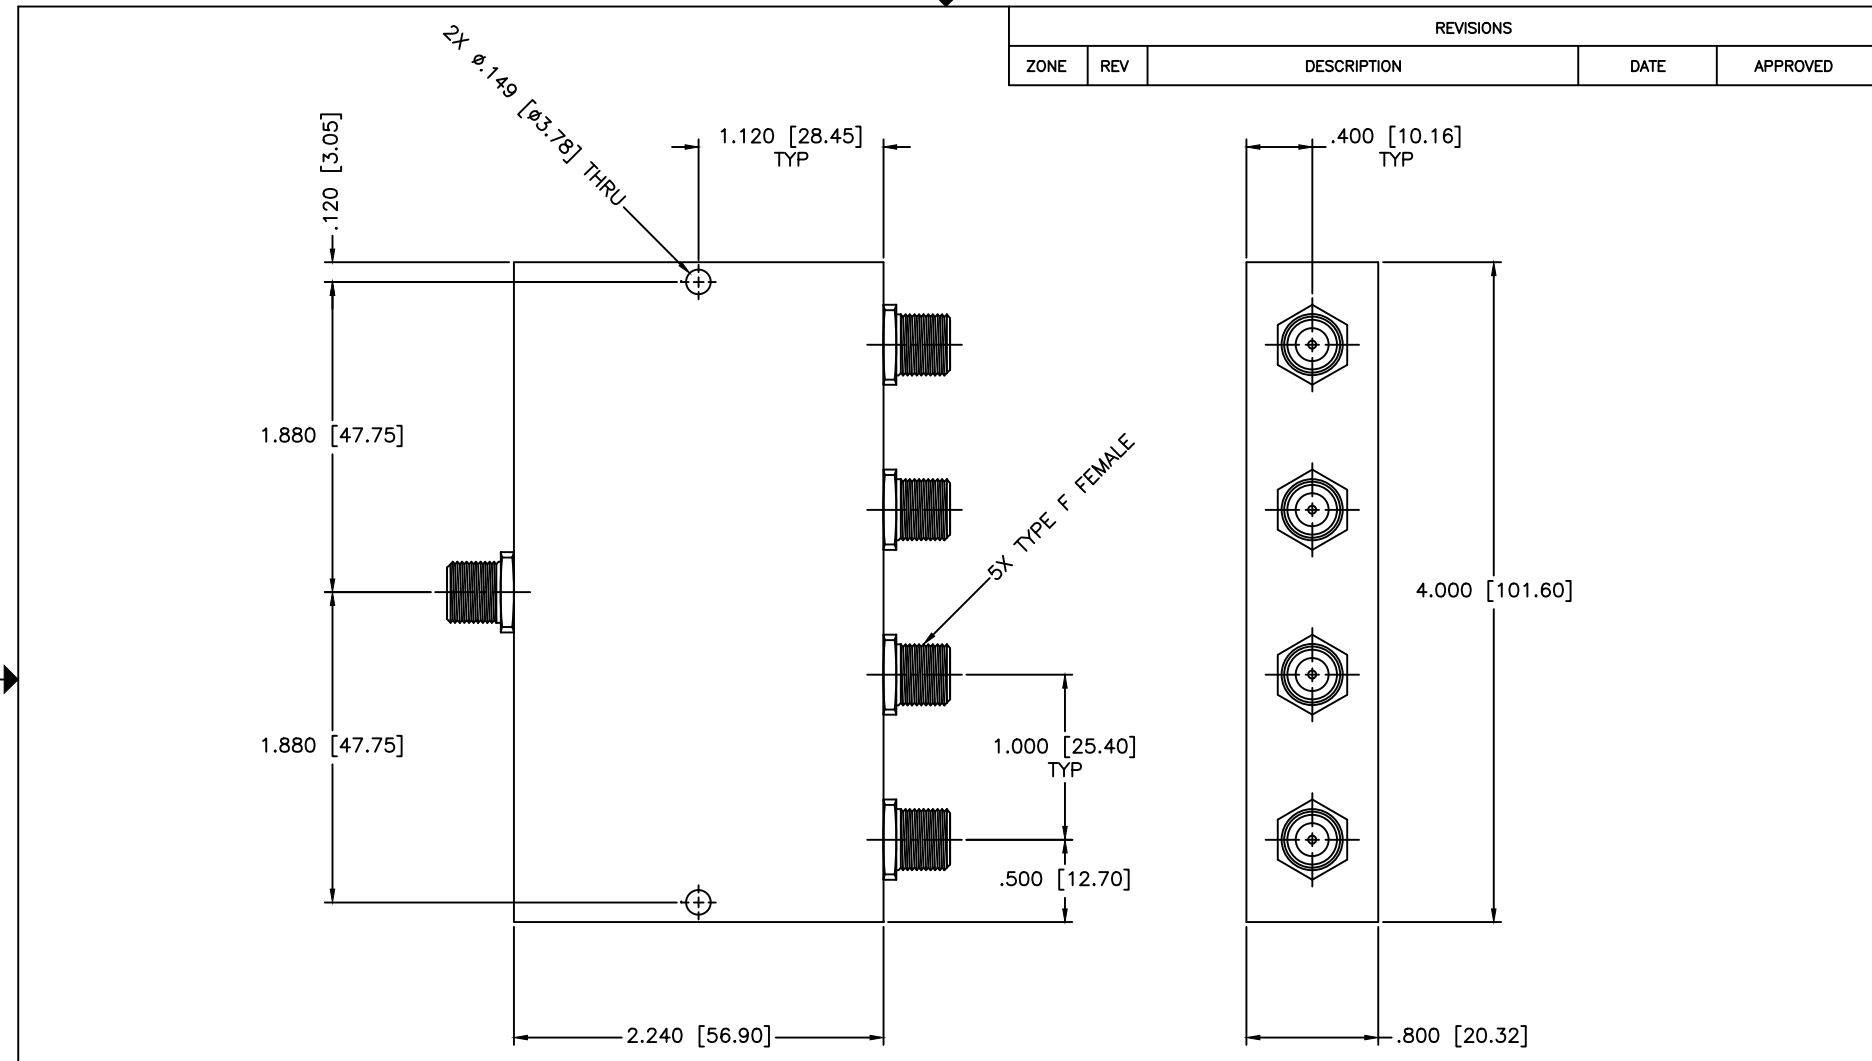 REVISIONS
ZONE REV DESCRIPTION DATE APPROVED
2X ø.149 [ø3.78] THRU
.120 [3.05]
1.120 [28.45]
TYP
.400 [10.16]
TYP
1.880 [47.75]
5X TYPE F FEMALE
4.000 [101.60]
1.880 [47.75]
1.000 [25.40]
TYP
.500 [12.70]
2.240 [56.90]
.800 [20.32]